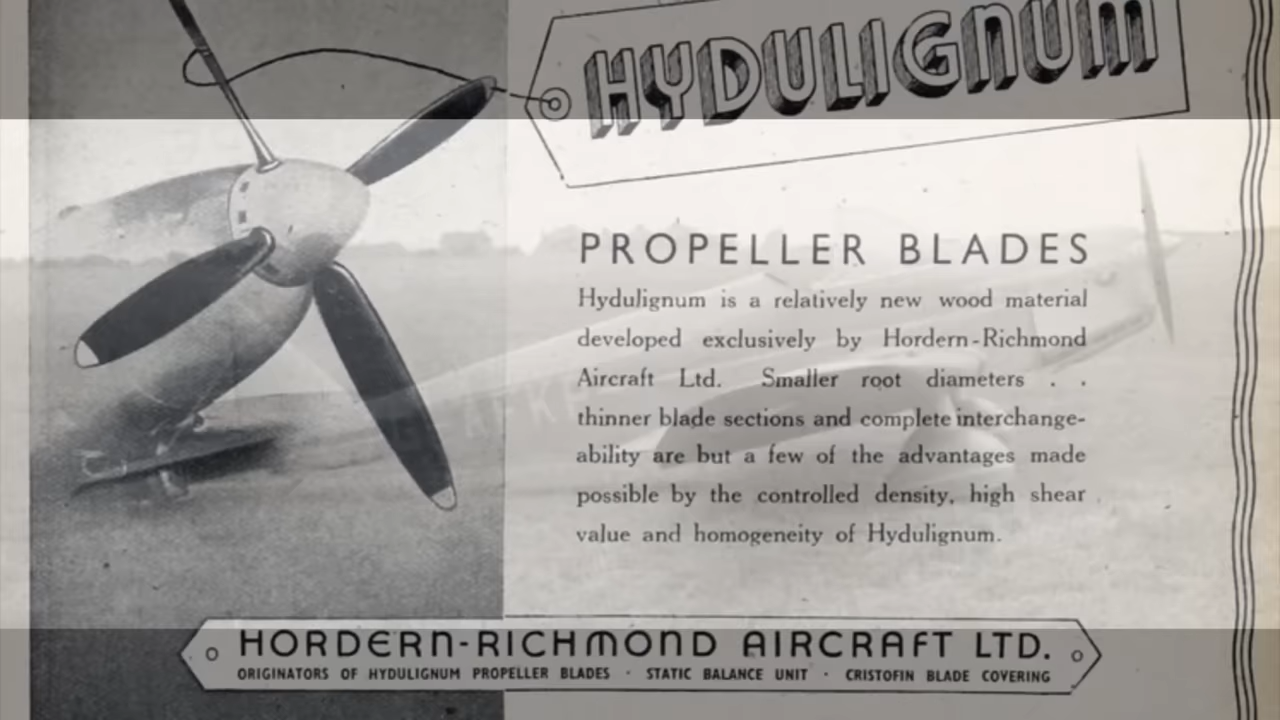 HYDULIGNUM
PROPELLER BLADES
Hydulignum is a relatively new wood material
developed exclusively by Hordern-Richmond
Aircraft Ltd. Smaller root diameters . .
thinner blade sections and complete interchange-
ability are but a few of the advantages made
possible by the controlled density, high shear
value and homogeneity of Hydulignum.
HORDERN-RICHMOND AIRCRAFT LTD.
ORIGINATORS OF HYDULIGNUM PROPELLER BLADES · STATIC BALANCE UNIT · CRISTOFIN BLADE COVERING